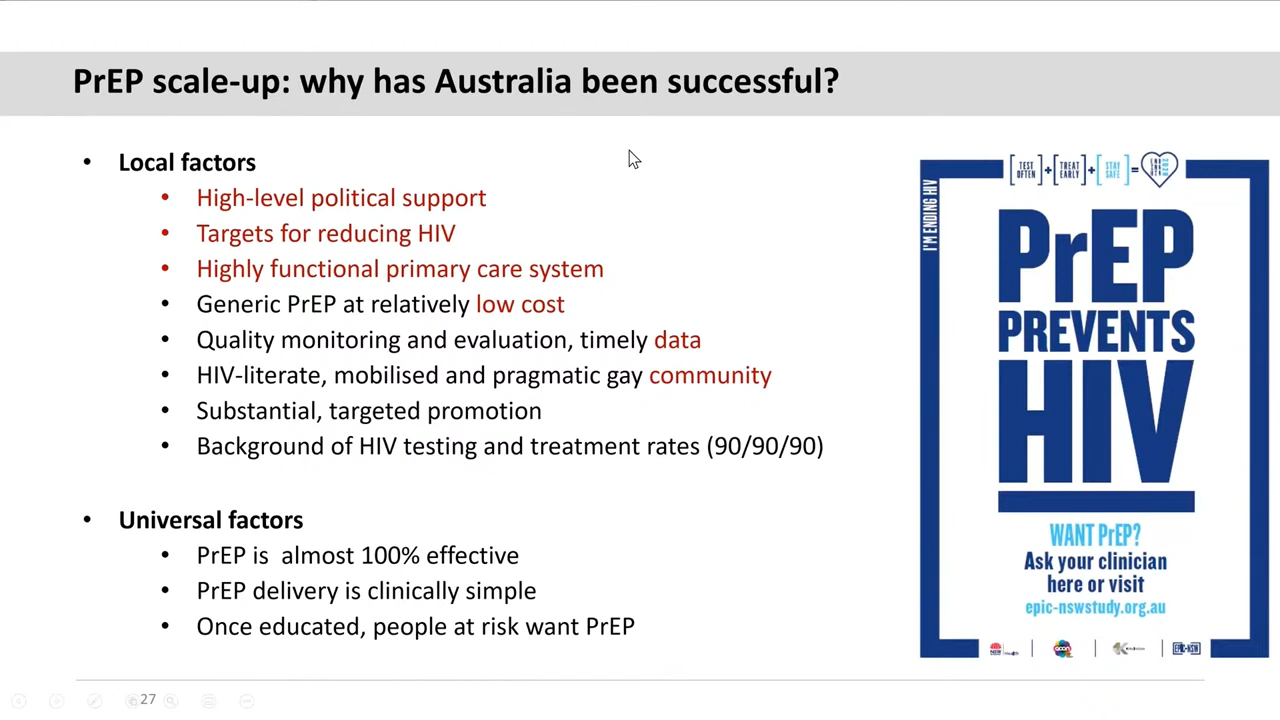 PrEP scale-up: why has Australia been successful?
• Local factors
• High-level political support
• Targets for reducing HIV
• Highly functional primary care system
• Generic PrEP at relatively low cost
• Quality monitoring and evaluation, timely data
• HIV-literate, mobilised and pragmatic gay community
• Substantial, targeted promotion
• Background of HIV testing and treatment rates (90/90/90)
• Universal factors
• PrEP is almost 100% effective
• PrEP delivery is clinically simple
• Once educated, people at risk want PrEP
[TEST OFTEN] + [TREAT EARLY] + [STAY SAFE] =
I'M ENDING HIV
PrEP
PREVENTS
HIV
WANT PrEP?
Ask your clinician
here or visit
epic-nswstudy.org.au
NSW
acon
EPIC-NSW
27